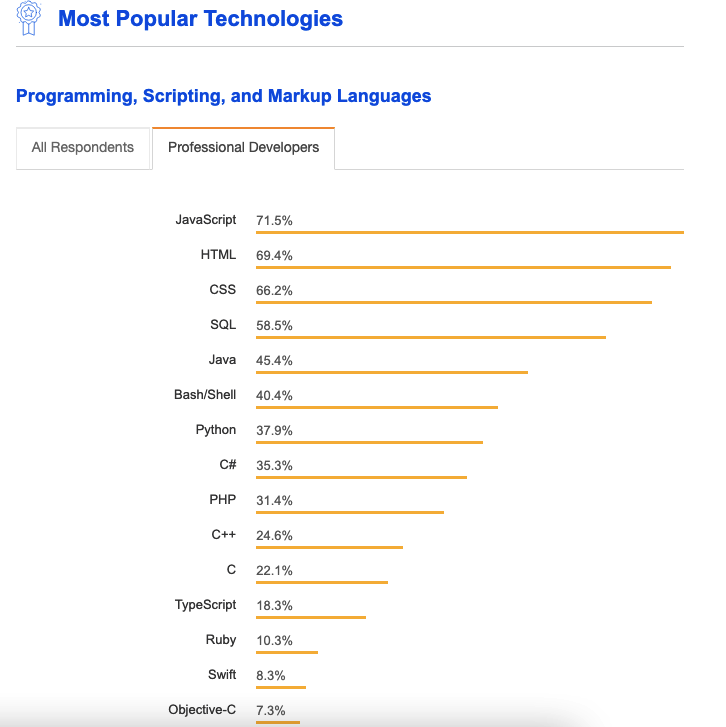 Most Popular Technologies
Programming, Scripting, and Markup Languages
All Respondents Professional Developers
JavaScript 71.5%
HTML 69.4%
CSS 66.2%
SQL 58.5%
Java 45.4%
Bash/Shell 40.4%
Python 37.9%
C# 35.3%
PHP 31.4%
C++ 24.6%
C 22.1%
TypeScript 18.3%
Ruby 10.3%
Swift 8.3%
Objective-C 7.3%